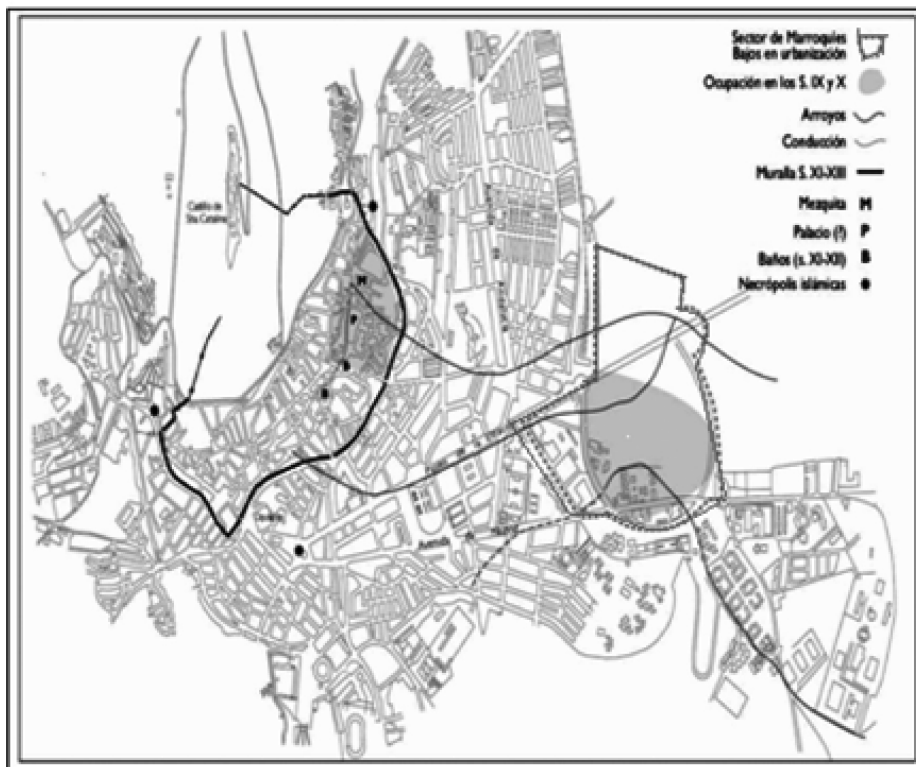 Sector de Marroquíes
Bajos en urbanización
Ocupación en los S. IX y X
Arroyos
Conducción
Muralla S. XI-XIII
Mezquita M
Palacio (?) P
Baños (s. XI-XII) B
Necrópolis islámicas
Castillo de
Sta. Catalina
M
P
B
B